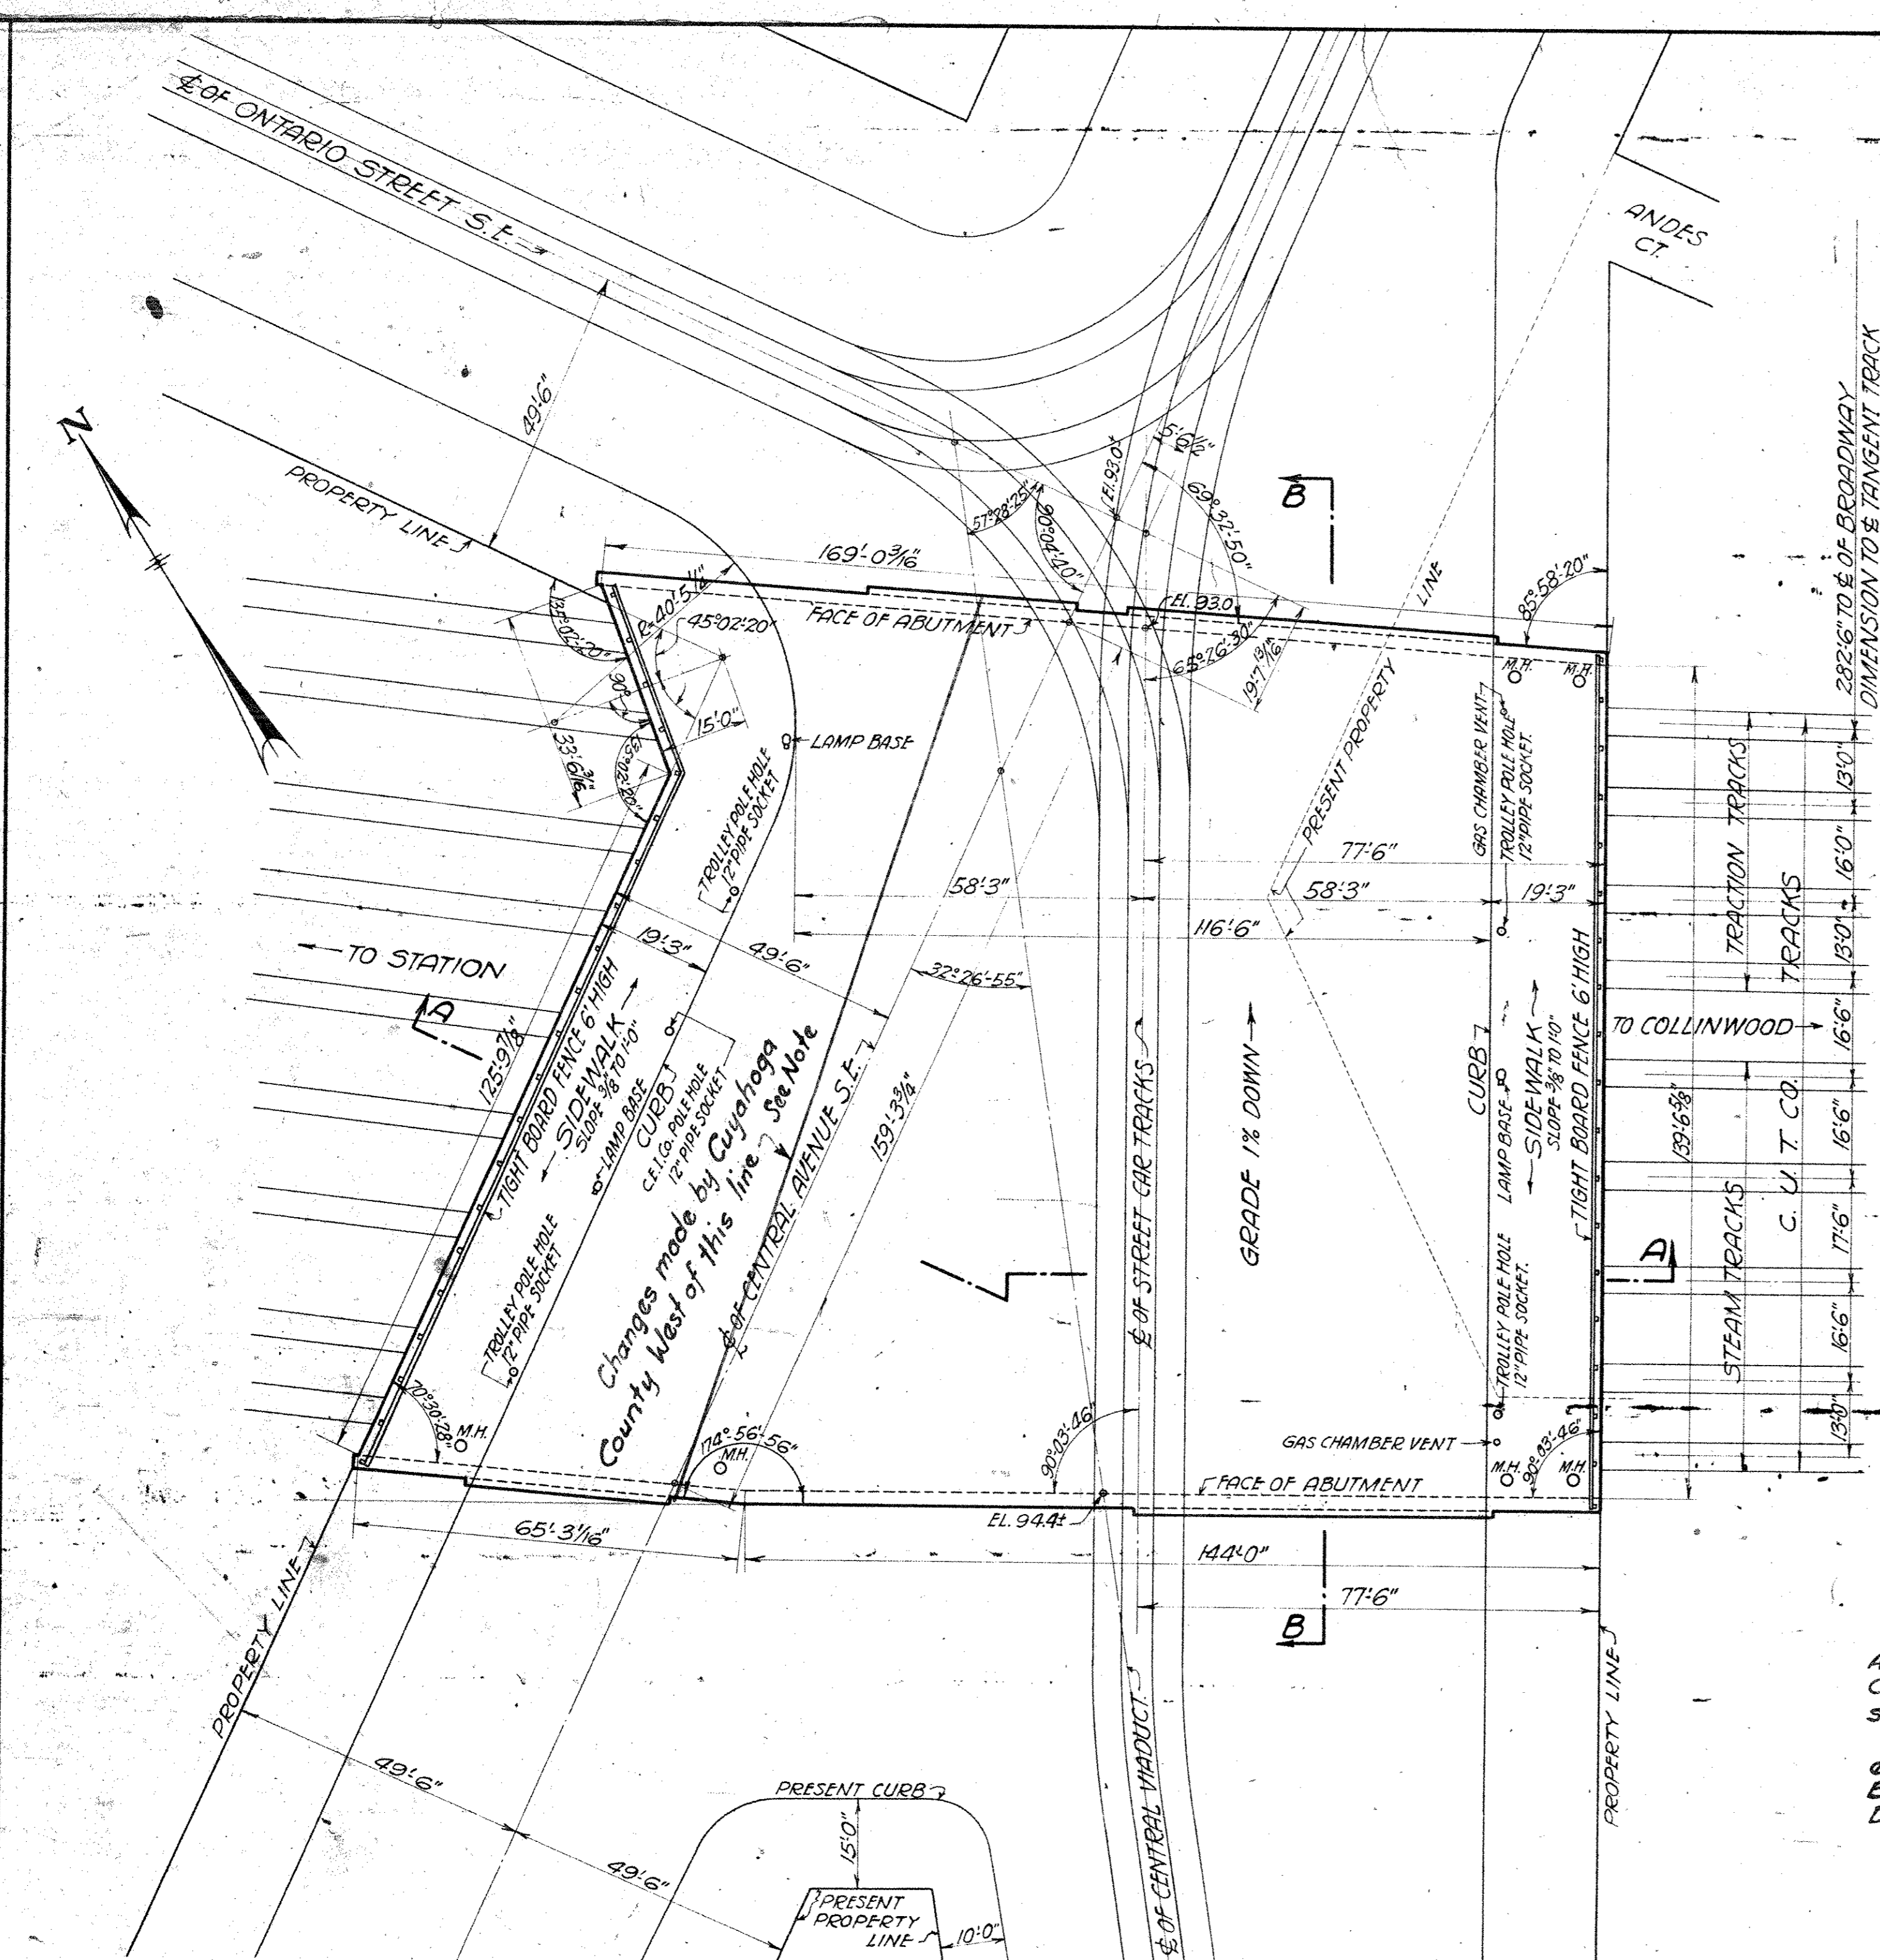 ℄ OF ONTARIO STREET S.E.
ANDES
CT.
N
49'-6"
PROPERTY LINE
282'-6" TO ℄ OF BROADWAY
DIMENSION TO ℄ TANGENT TRACK
5'-6½"
El. 93.0±
57°-28'-25"
90°-04'-40"
69°-32'-50"
B
169'-0 3/16"
85°-58'-20"
R=40'-5¼"
45°02'20"
FACE OF ABUTMENT
EL. 93.0
65°-26'-30"
19'-7 13/16"
LINE
PRESENT PROPERTY
135°-02'-20"
90°
33'-6 3/16"
135°-02'-20"
15'-0"
LAMP BASE
TROLLEY POLE HOLE
12" PIPE SOCKET
M.H.
M.H.
GAS CHAMBER VENT
TROLLEY POLE HOLE
12" PIPE SOCKET.
77'-6"
58'-3"
58'-3"
19'-3"
116'-6"
TO STATION
A
19'-3"
49'-6"
32°-26'-55"
125'-9 7/8"
TIGHT BOARD FENCE 6' HIGH
SIDEWALK
SLOPE 3/8" TO 1'-0"
LAMP BASE
CURB
C.E.I.Co. POLE HOLE
12" PIPE SOCKET
Changes made by Cuyahoga
County West of this line See Note
℄ OF CENTRAL AVENUE S.E.
159'-3¾"
℄ OF STREET CAR TRACKS
GRADE 1% DOWN
CURB
LAMP BASE
SIDEWALK
SLOPE 3/8" TO 1'-0"
TIGHT BOARD FENCE 6' HIGH
TO COLLINWOOD
TRACTION TRACKS
STEAM TRACKS
C. U. T. CO. TRACKS
139'-6 5/8"
13'-0"
16'-0"
13'-0"
16'-6"
16'-6"
17'-6"
16'-6"
13'-0"
A
TROLLEY POLE HOLE
12" PIPE SOCKET
TROLLEY POLE HOLE
12" PIPE SOCKET.
70°-30'-28"
M.H.
174°-56'-56"
M.H.
90°-03'-46"
GAS CHAMBER VENT
M.H.
90°-03'-46"
M.H.
FACE OF ABUTMENT
EL. 94.4±
65'-3 1/16"
144'-0"
77'-6"
B
PROPERTY LINE
49'-6"
49'-6"
PRESENT CURB
15'-0"
PRESENT
PROPERTY
LINE
10'-0"
℄ OF CENTRAL VIADUCT
PROPERTY LINE